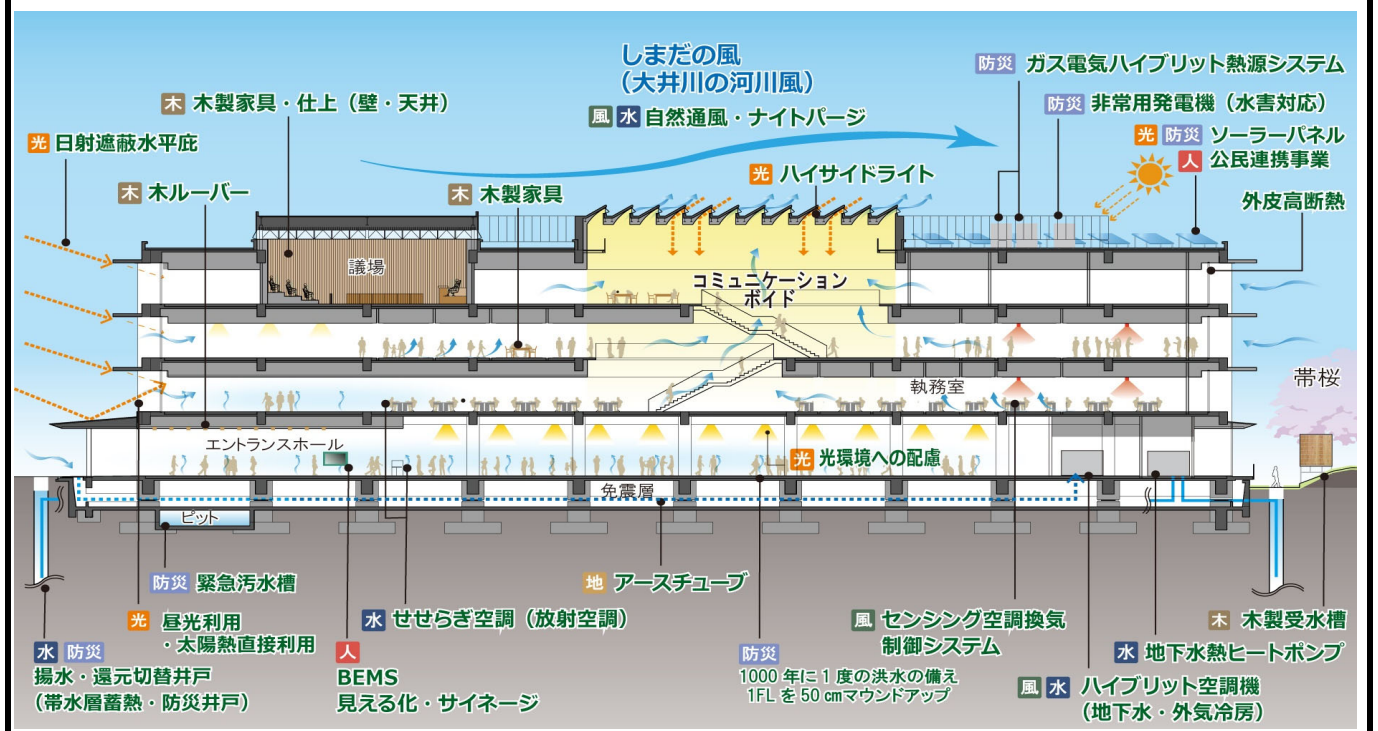 しまだの風
(大井川の河川風)
風 水 自然通風・ナイトパージ
防災 ガス電気ハイブリット熱源システム
防災 非常用発電機(水害対応)
光 防災 ソーラーパネル
人 公民連携事業
外皮高断熱
木 木製家具・仕上(壁・天井)
光 日射遮蔽水平庇
木 木ルーバー
木 木製家具
光 ハイサイドライト
議場
コミュニケーション
ボイド
執務室
帯桜
エントランスホール
光 光環境への配慮
免震層
ピット
防災 緊急汚水槽
地 アースチューブ
光 昼光利用
・太陽熱直接利用
水 せせらぎ空調(放射空調)
風 センシング空調換気
制御システム
木 木製受水槽
水 防災
揚水・還元切替井戸
(帯水層蓄熱・防災井戸)
人
BEMS
見える化・サイネージ
防災
1000年に1度の洪水の備え
1FLを50cmマウンドアップ
水 地下水熱ヒートポンプ
風 水 ハイブリット空調機
(地下水・外気冷房)